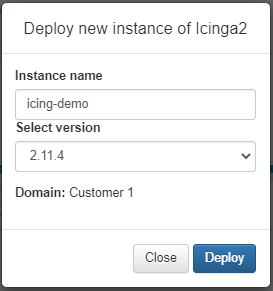 Deploy new instance of Icinga2
Instance name
icing-demo
Select version
2.11.4
Domain: Customer 1
Close
Deploy